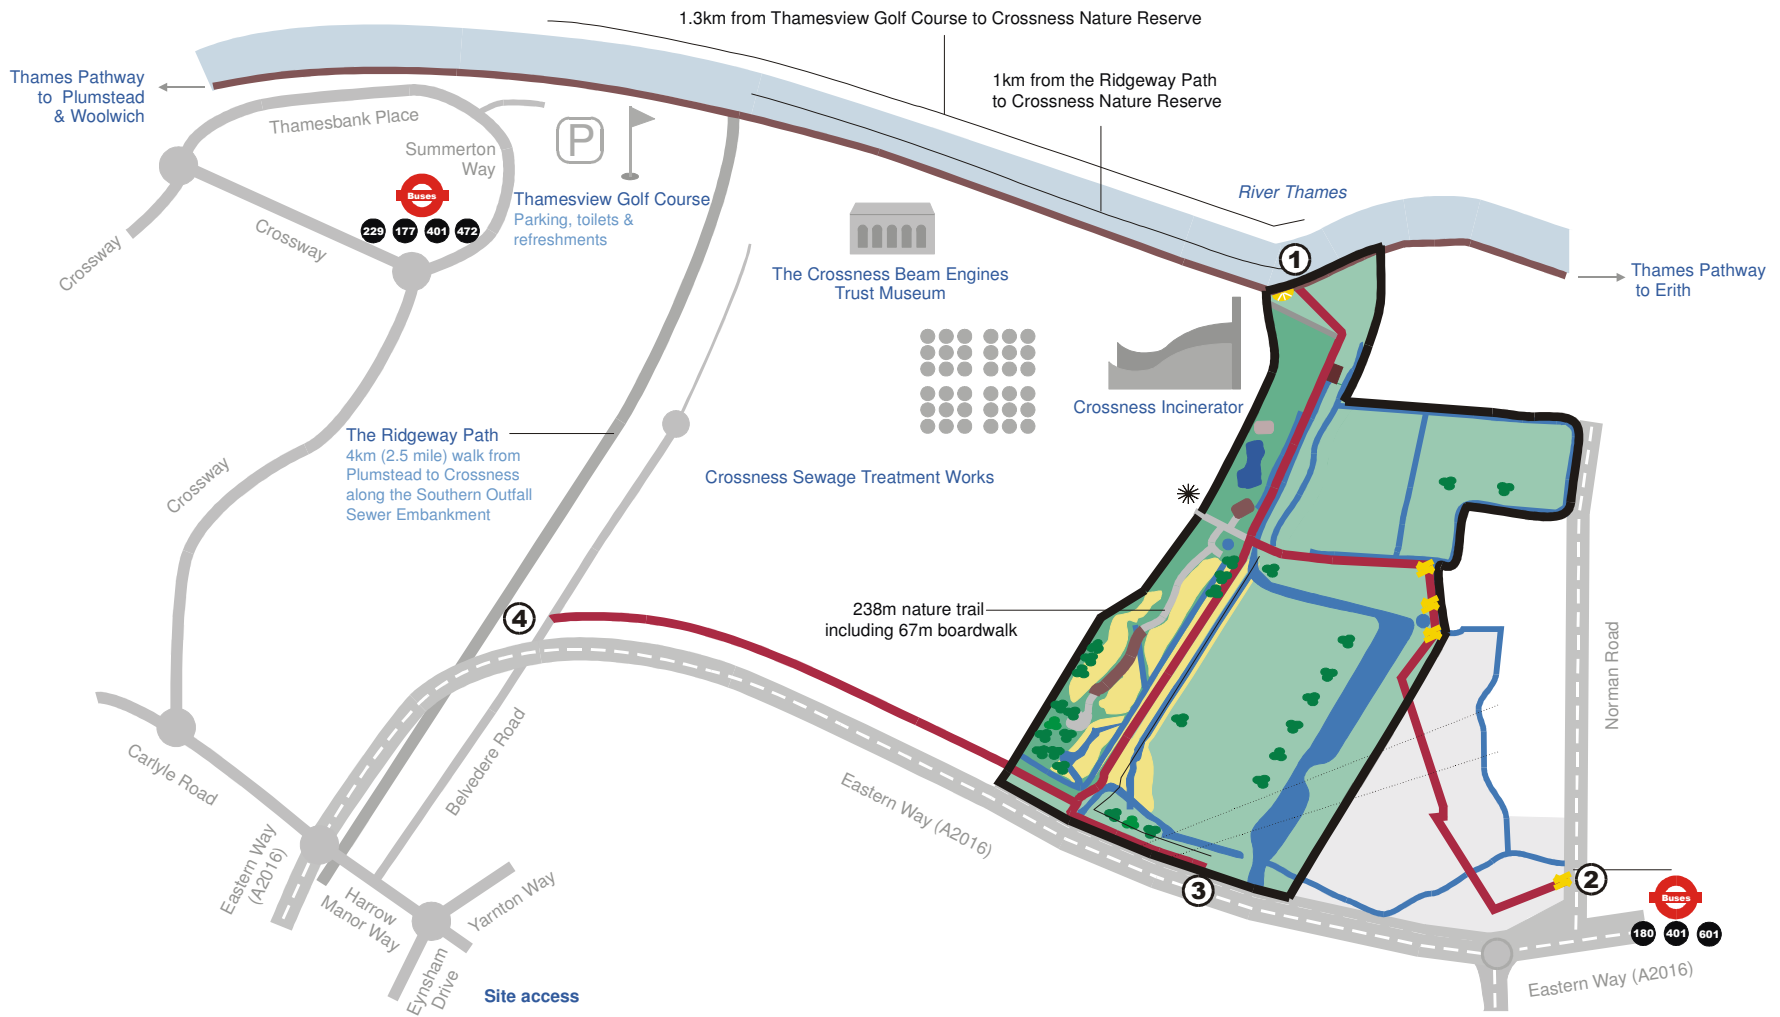 1.3km from Thamesview Golf Course to Crossness Nature Reserve
1km from the Ridgeway Path
to Crossness Nature Reserve
Thames Pathway
to Plumstead
& Woolwich
Thamesbank Place
Summerton
Way
P
Buses
229
177
401
472
Crossway
Crossway
Thamesview Golf Course
Parking, toilets &
refreshments
River Thames
The Crossness Beam Engines
Trust Museum
1
Thames Pathway
to Erith
Crossness Incinerator
The Ridgeway Path
4km (2.5 mile) walk from
Plumstead to Crossness
along the Southern Outfall
Sewer Embankment
Crossway
Crossness Sewage Treatment Works
4
238m nature trail
including 67m boardwalk
Norman Road
Carlyle Road
Belvedere Road
Eastern Way (A2016)
Eastern Way
(A2016)
Harrow
Manor Way
Yarnton Way
Eynsham
Drive
3
2
Buses
180
401
601
Eastern Way (A2016)
Site access